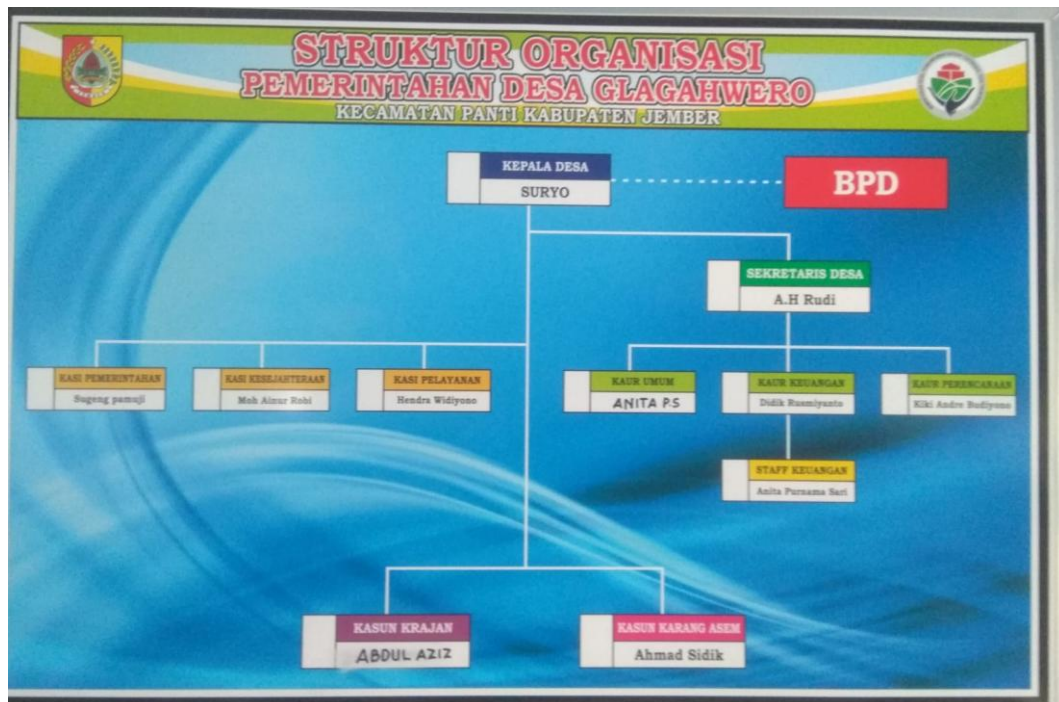 STRUKTUR ORGANISASI
PEMERINTAHAN DESA GLAGAHWERO
KECAMATAN PANTI KABUPATEN JEMBER
KEPALA DESA
SURYO
BPD
SEKRETARIS DESA
A.H Rudi
KASI PEMERINTAHAN
Sugeng pamuji
KASI KESEJAHTERAAN
Moh Ainur Robi
KASI PELAYANAN
Hendra Widiyono
KAUR UMUM
ANITA P.S
KAUR KEUANGAN
Didik Rusmiyanto
KAUR PERENCANAAN
Kiki Andre Budiyono
STAFF KEUANGAN
Anita Purnama Sari
KASUN KRAJAN
ABDUL AZIZ
KASUN KARANG ASEM
Ahmad Sidik